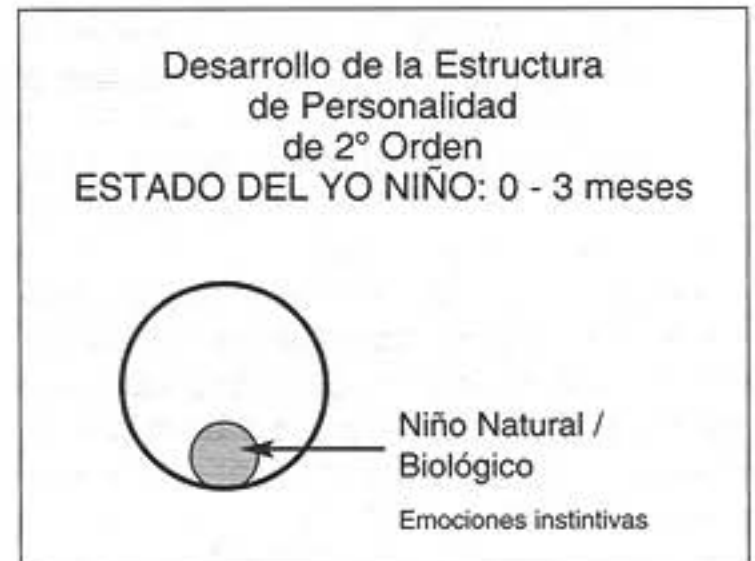 Desarrollo de la Estructura
de Personalidad
de 2º Orden
ESTADO DEL YO NIÑO: 0 - 3 meses
Niño Natural /
Biológico
Emociones instintivas